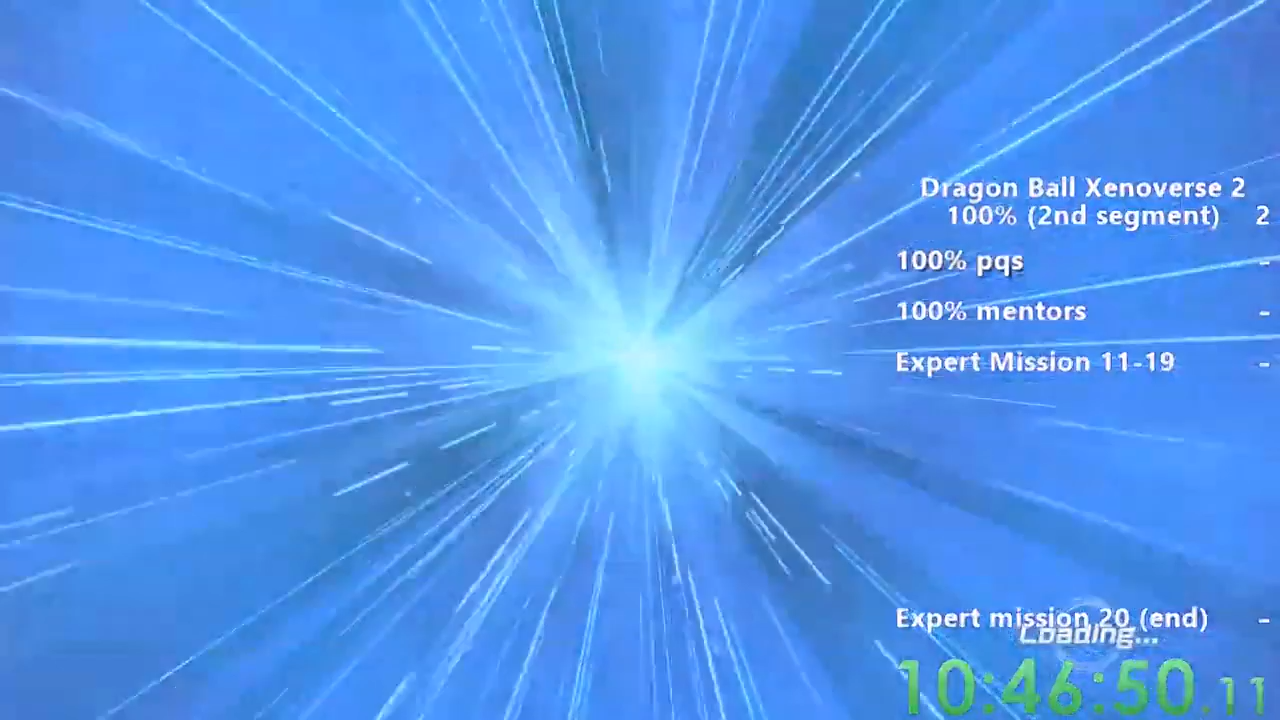 Dragon Ball Xenoverse 2
100% (2nd segment) 2
100% pqs -
100% mentors -
Expert Mission 11-19 -
Expert mission 20 (end) -
Loading...
10:46:50.11